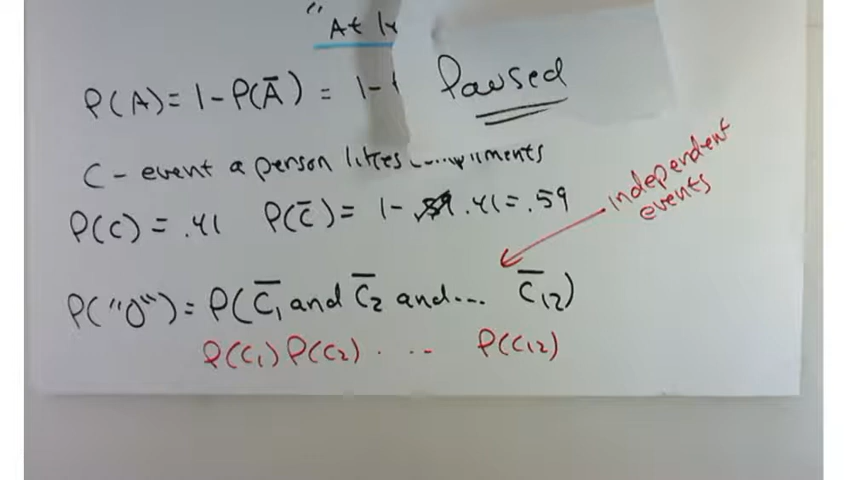 "At
P(A) = 1 - P(Ā) = 1 -
Paused
C - event a person likes
P(C) = .41 P(C̄) = 1 - .41 = .59
independent
events
P("0") = P(C̄₁ and C̄₂ and... C̄₁₂)
P(C₁) P(C₂) . .. P(C₁₂)